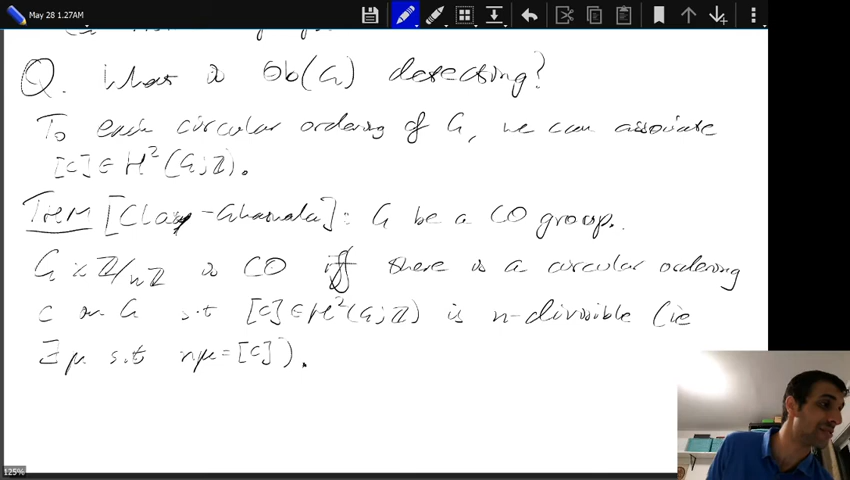 May 28 1:27AM
Q. What is Ob(G) detecting?
To each circular ordering of G, we can associate
[c] ∈ H²(G;ℤ).
THM [Clay-Ghaswala]: G be a CO group.
G × ℤ/nℤ is CO iff there is a circular ordering
c on G s.t [c] ∈ H²(G;ℤ) is n-divisible (ie
∃ μ s.t nμ = [c]).
125%